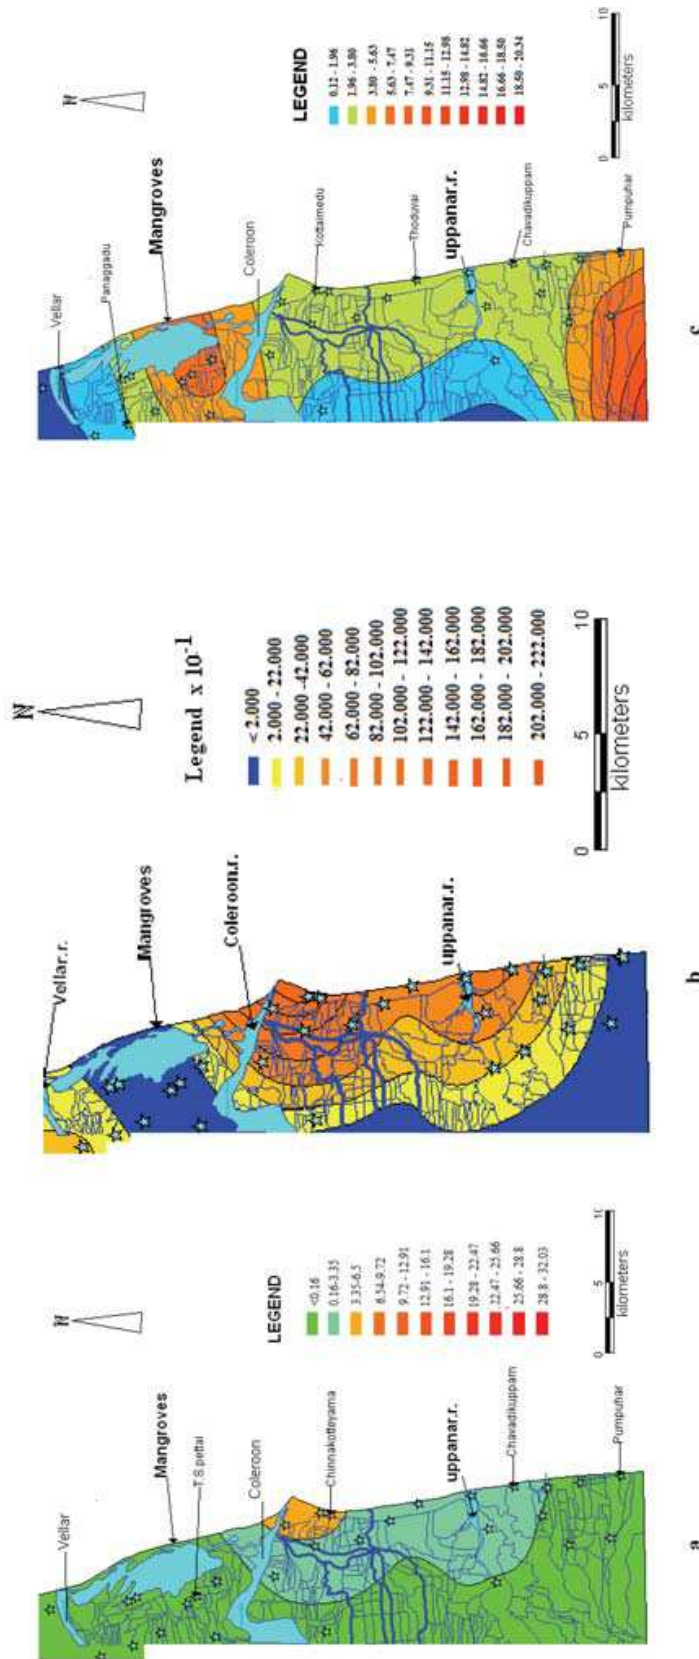 N
Vellar
Mangroves
T.S.pettai
Coleroon
Chinnakotteyama
uppanar.r.
Chavadikuppam
Pumpuhar
LEGEND
<0.16
0.16-3.35
3.35-6.5
6.54-9.72
9.72 - 12.91
12.91 - 16.1
16.1 - 19.28
19.28 - 22.47
22.47 - 25.66
25.66 - 28.8
28.8 - 32.03
0 5 10
kilometers
a
N
Vellar.r.
Mangroves
Coleroon.r.
uppanar.r.
Legend x 10-1
< 2.000
2.000 - 22.000
22.000 -42.000
42.000 - 62.000
62.000 - 82.000
82.000 - 102.000
102.000 - 122.000
122.000 - 142.000
142.000 - 162.000
162.000 - 182.000
182.000 - 202.000
202.000 - 222.000
0 5 10
kilometers
b
N
Vellar
Panaggadu
Mangroves
Coleroon
Kottaimedu
Thoduvai
uppanar.r.
Chavadikuppam
Pumpuhar
LEGEND
0.12 - 1.96
1.96 - 3.80
3.80 - 5.63
5.63 - 7.47
7.47 - 9.31
9.31 - 11.15
11.15 - 12.98
12.98 - 14.82
14.82 - 16.66
16.66 - 18.50
18.50 - 20.34
0 5 10
kilometers
c